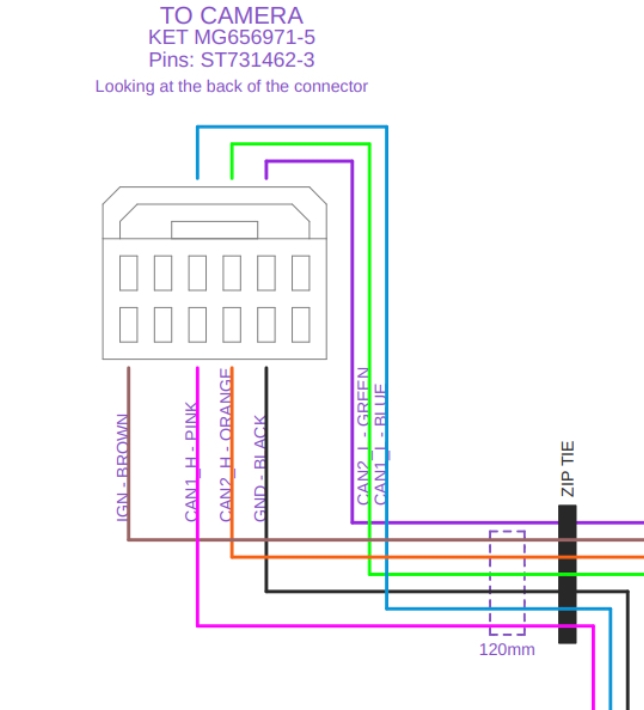 TO CAMERA
KET MG656971-5
Pins: ST731462-3
Looking at the back of the connector
IGN - BROWN
CAN1_H - PINK
CAN2_H - ORANGE
GND - BLACK
CAN2_L - GREEN
CAN1_L - BLUE
ZIP TIE
120mm